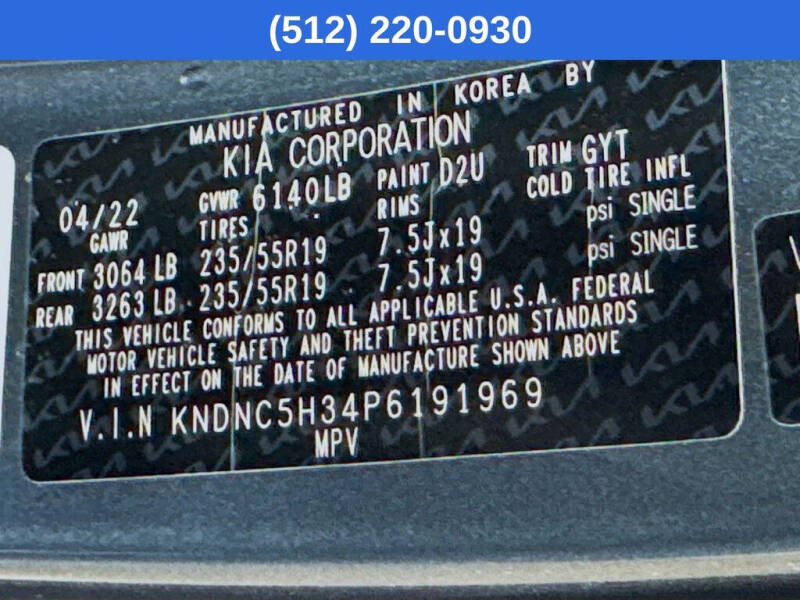 (512) 220-0930
MANUFACTURED IN KOREA BY
KIA CORPORATION
04/22 GVWR 6140LB PAINT D2U TRIM GYT
GAWR TIRES RIMS COLD TIRE INFL
FRONT 3064 LB 235/55R19 7.5Jx19 psi SINGLE
REAR 3263 LB 235/55R19 7.5Jx19 psi SINGLE
THIS VEHICLE CONFORMS TO ALL APPLICABLE U.S.A. FEDERAL
MOTOR VEHICLE SAFETY AND THEFT PREVENTION STANDARDS
IN EFFECT ON THE DATE OF MANUFACTURE SHOWN ABOVE
V.I.N KNDNC5H34P6191969
MPV